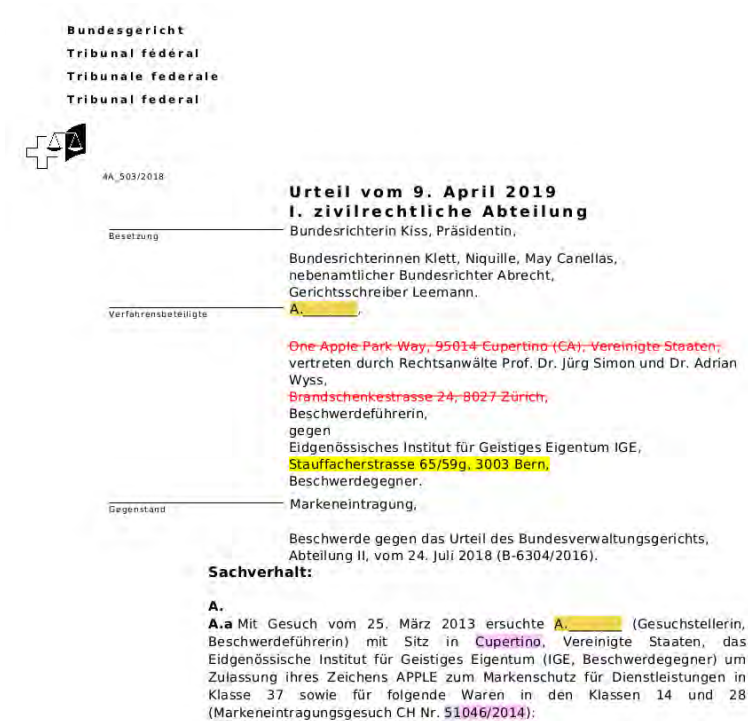 Bundesgericht
Tribunal fédéral
Tribunale federale
Tribunal federal
4A_503/2018
Urteil vom 9. April 2019
I. zivilrechtliche Abteilung
Besetzung
Bundesrichterin Kiss, Präsidentin,
Bundesrichterinnen Klett, Niquille, May Canellas,
nebenamtlicher Bundesrichter Abrecht,
Gerichtsschreiber Leemann.
Verfahrensbeteiligte
A.________,
One Apple Park Way, 95014 Cupertino (CA), Vereinigte Staaten,
vertreten durch Rechtsanwälte Prof. Dr. Jürg Simon und Dr. Adrian
Wyss,
Brandschenkestrasse 24, 8027 Zürich,
Beschwerdeführerin,
gegen
Eidgenössisches Institut für Geistiges Eigentum IGE,
Stauffacherstrasse 65/59g, 3003 Bern,
Beschwerdegegner.
Gegenstand
Markeneintragung,
Beschwerde gegen das Urteil des Bundesverwaltungsgerichts,
Abteilung II, vom 24. Juli 2018 (B-6304/2016).
Sachverhalt:
A.
A.a Mit Gesuch vom 25. März 2013 ersuchte A.________ (Gesuchstellerin,
Beschwerdeführerin) mit Sitz in Cupertino, Vereinigte Staaten, das
Eidgenössische Institut für Geistiges Eigentum (IGE, Beschwerdegegner) um
Zulassung ihres Zeichens APPLE zum Markenschutz für Dienstleistungen in
Klasse 37 sowie für folgende Waren in den Klassen 14 und 28
(Markeneintragungsgesuch CH Nr. 51046/2014):